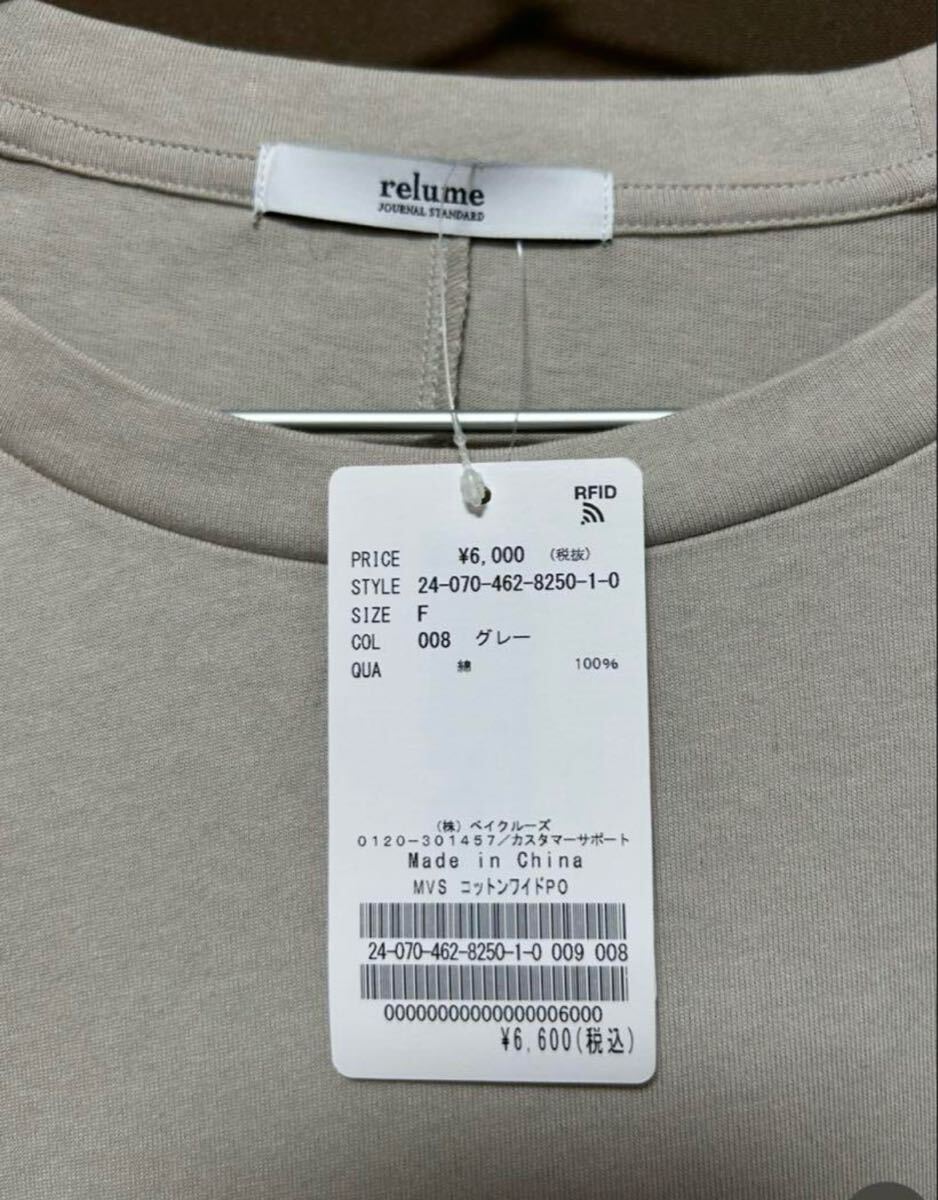 relume
JOURNAL STANDARD
RFID
PRICE ¥6,000 (税抜)
STYLE 24-070-462-8250-1-0
SIZE F
COL 008 グレー
QUA 綿 100%
(株)ベイクルーズ
0120-301457/カスタマーサポート
Made in China
MVS コットンワイドPO
24-070-462-8250-1-0 009 008
00000000000000006000
¥6,600(税込)